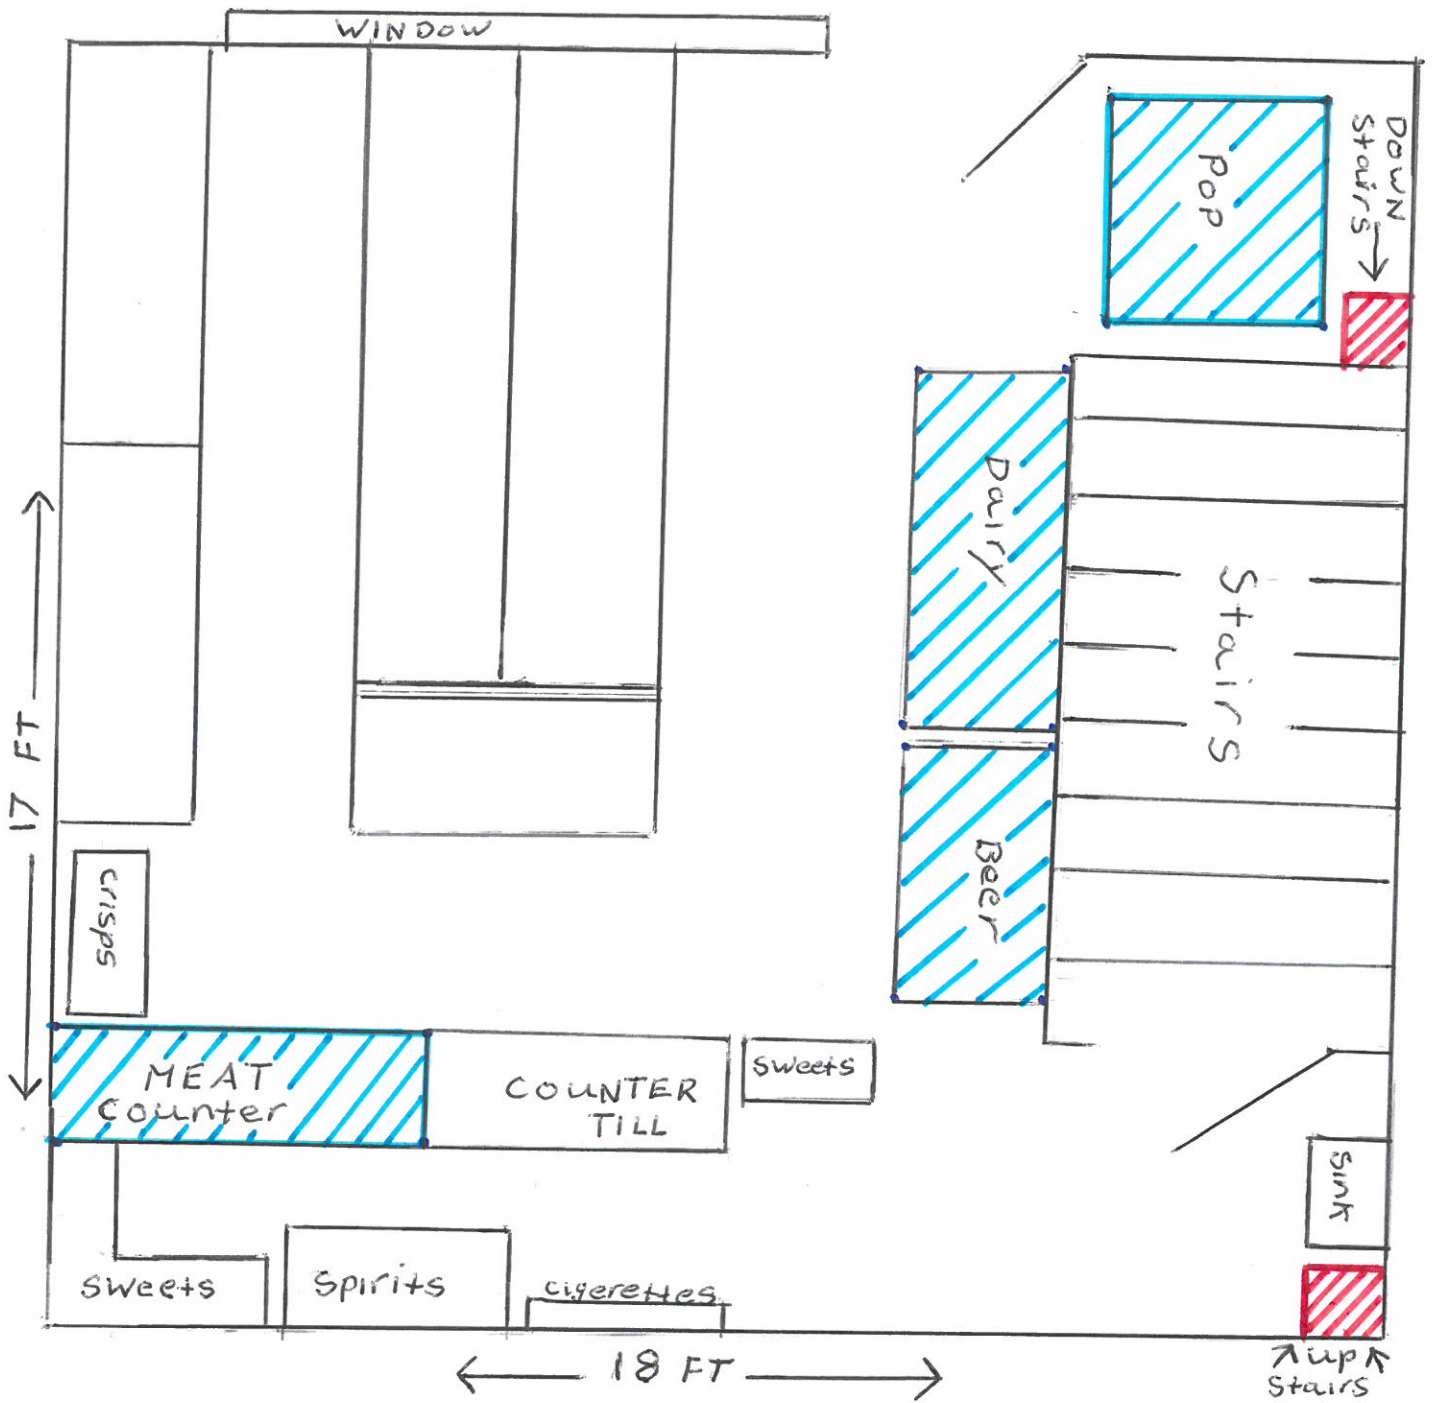 WINDOW
DOWN
Stairs
POP
Dairy
Stairs
17 FT
Beer
crisps
MEAT
Counter
COUNTER
TILL
Sweets
Sink
Sweets
Spirits
cigerettes
18 FT
up
Stairs